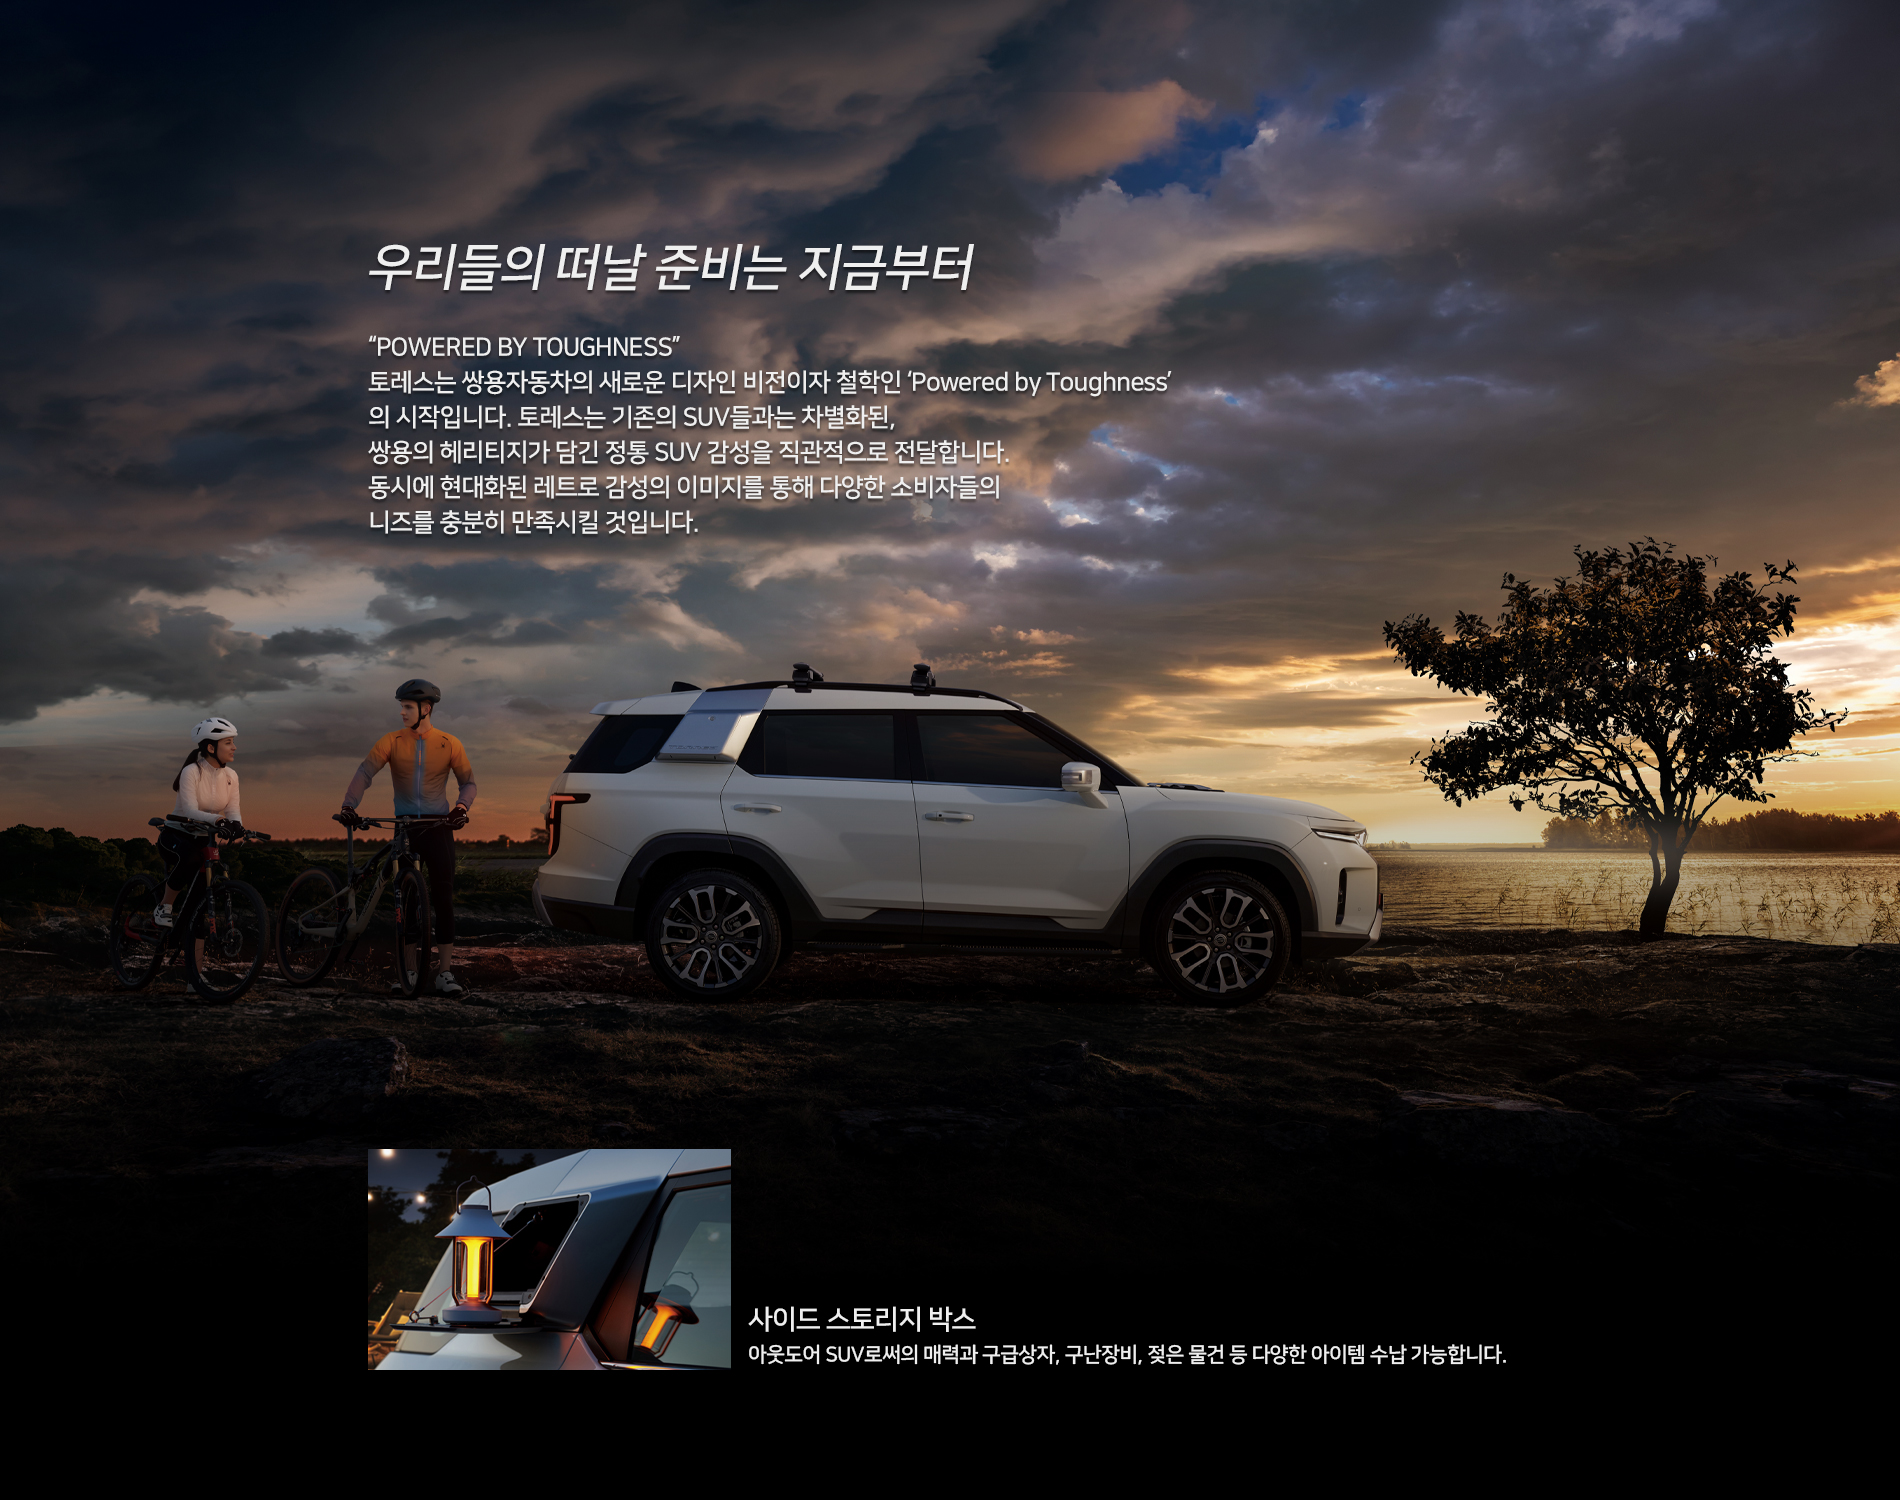 우리들의 떠날 준비는 지금부터
“POWERED BY TOUGHNESS”
토레스는 쌍용자동차의 새로운 디자인 비전이자 철학인 ‘Powered by Toughness’
의 시작입니다. 토레스는 기존의 SUV들과는 차별화된,
쌍용의 헤리티지가 담긴 정통 SUV 감성을 직관적으로 전달합니다.
동시에 현대화된 레트로 감성의 이미지를 통해 다양한 소비자들의
니즈를 충분히 만족시킬 것입니다.
사이드 스토리지 박스
아웃도어 SUV로써의 매력과 구급상자, 구난장비, 젖은 물건 등 다양한 아이템 수납 가능합니다.